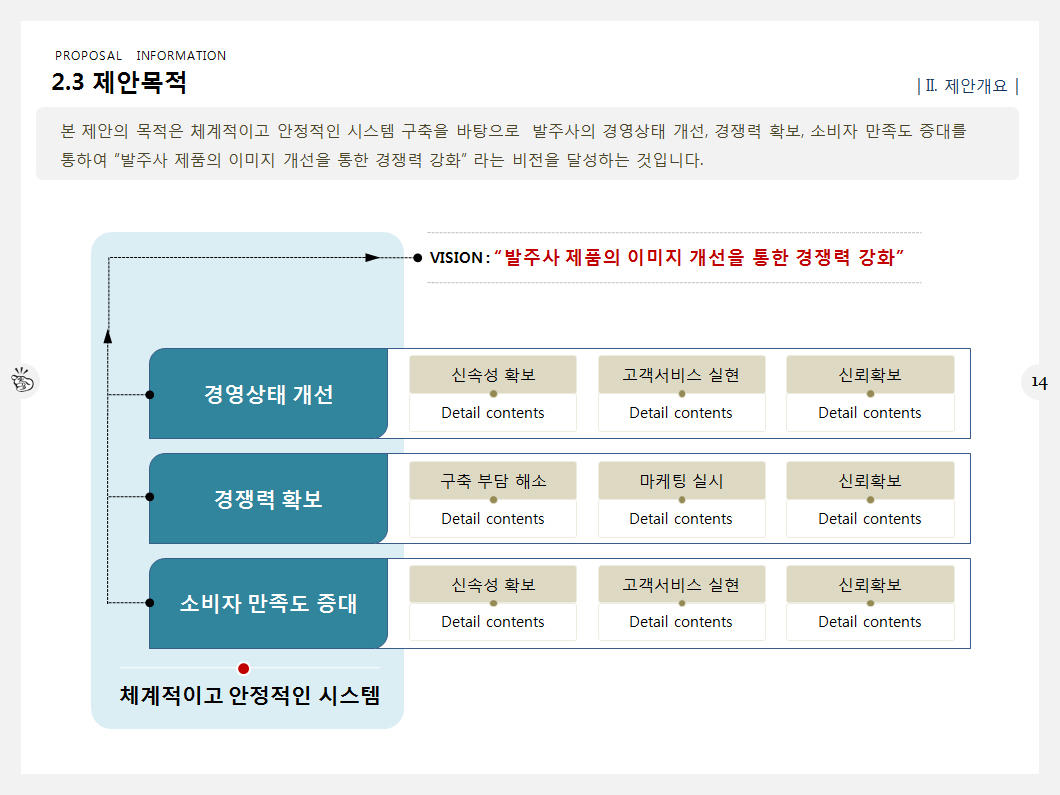 PROPOSAL INFORMATION
2.3 제안목적
| Ⅱ. 제안개요 |
본 제안의 목적은 체계적이고 안정적인 시스템 구축을 바탕으로 발주사의 경영상태 개선, 경쟁력 확보, 소비자 만족도 증대를
통하여 “발주사 제품의 이미지 개선을 통한 경쟁력 강화” 라는 비전을 달성하는 것입니다.
VISION : “발주사 제품의 이미지 개선을 통한 경쟁력 강화”
경영상태 개선
신속성 확보
Detail contents
고객서비스 실현
Detail contents
신뢰확보
Detail contents
14
경쟁력 확보
구축 부담 해소
Detail contents
마케팅 실시
Detail contents
신뢰확보
Detail contents
소비자 만족도 증대
신속성 확보
Detail contents
고객서비스 실현
Detail contents
신뢰확보
Detail contents
체계적이고 안정적인 시스템